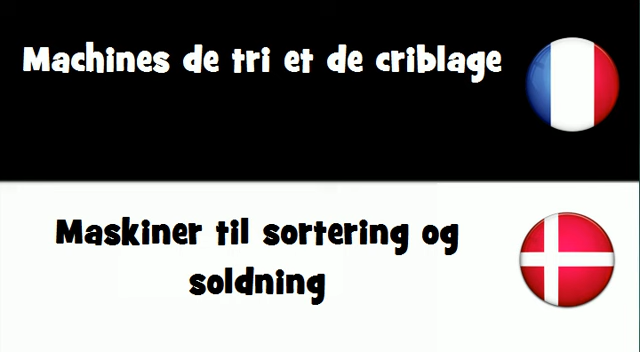 Machines de tri et de criblage
Maskiner til sortering og
soldning